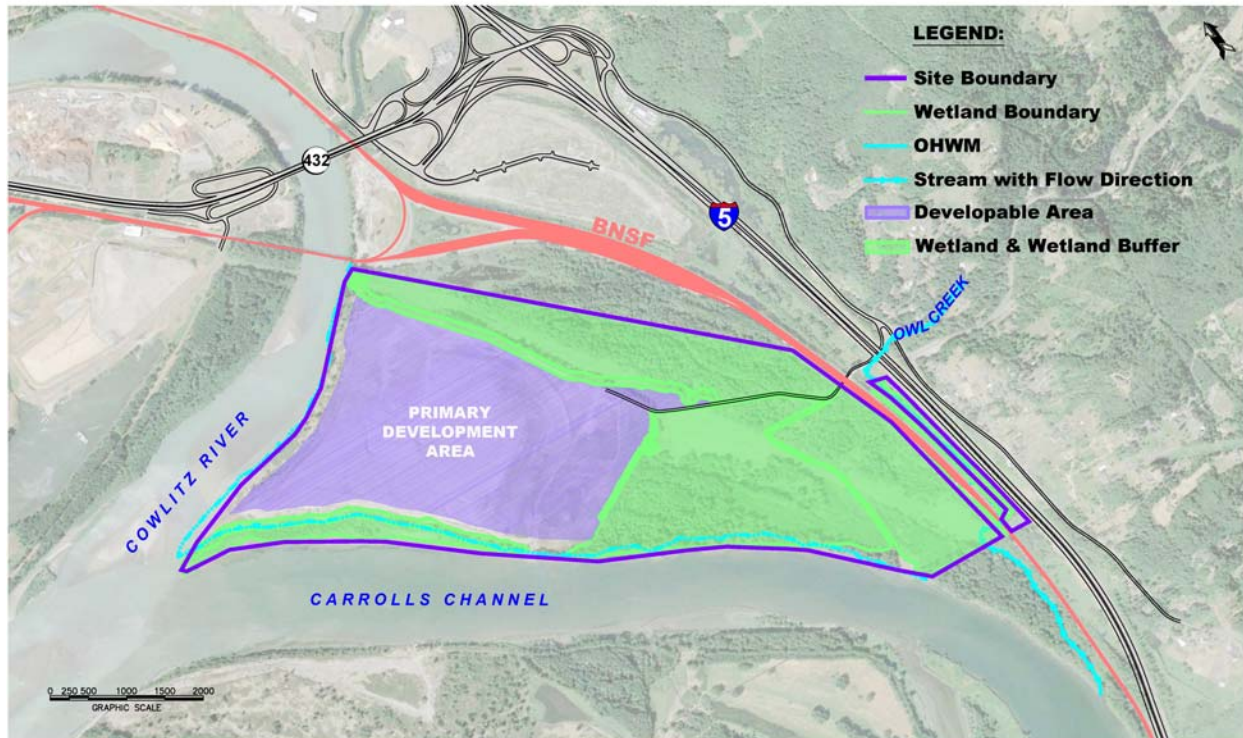 LEGEND:
Site Boundary
Wetland Boundary
OHWM
Stream with Flow Direction
Developable Area
Wetland & Wetland Buffer
432
5
BNSF
OWL CREEK
PRIMARY
DEVELOPMENT
AREA
COWLITZ RIVER
CARROLLS CHANNEL
0 250 500 1000 1500 2000
GRAPHIC SCALE